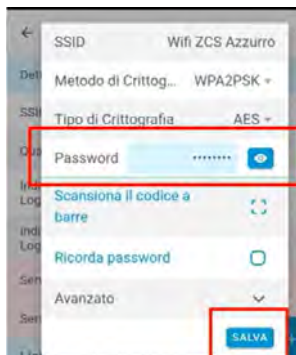 SSID Wifi ZCS Azzurro
Metodo di Crittog... WPA2PSK
Tipo di Crittografia AES
Password ········
Scansiona il codice a
barre
Ricorda password
Avanzato
SALVA